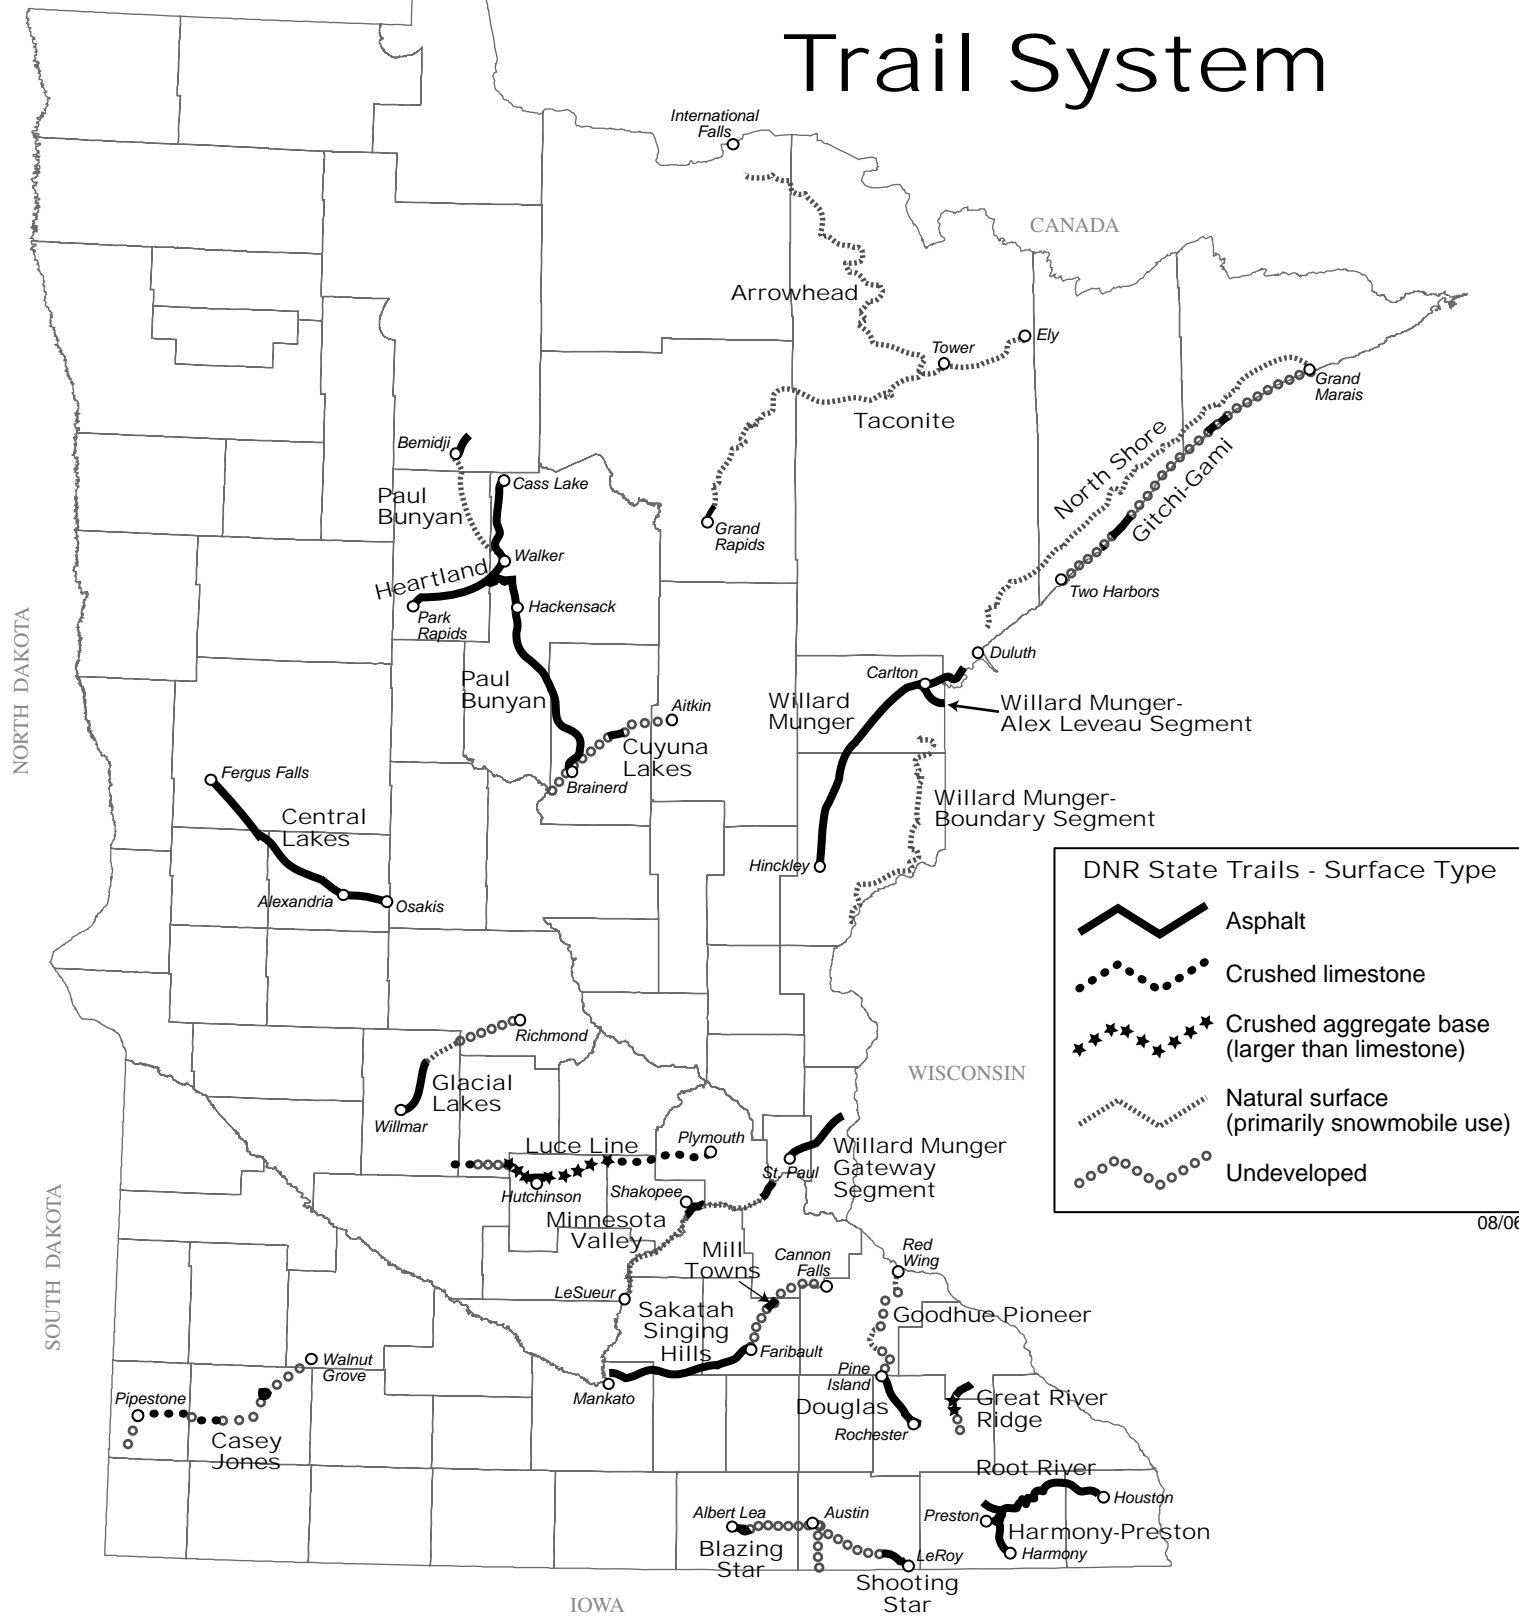 Trail System
International
Falls
CANADA
Arrowhead
Ely
Tower
Grand
Marais
Taconite
North Shore
Gitchi-Gami
Bemidji
Cass Lake
Paul
Bunyan
Grand
Rapids
Walker
Heartland
Two Harbors
Hackensack
Park
Rapids
NORTH DAKOTA
Duluth
Carlton
Paul
Bunyan
Willard
Munger
Willard Munger-
Alex Leveau Segment
Aitkin
Cuyuna
Lakes
Brainerd
Fergus Falls
Central
Lakes
Willard Munger-
Boundary Segment
Hinckley
Alexandria
Osakis
DNR State Trails - Surface Type
Asphalt
Crushed limestone
Crushed aggregate base
(larger than limestone)
Natural surface
(primarily snowmobile use)
Undeveloped
08/06
Richmond
WISCONSIN
Glacial
Lakes
Willmar
Luce Line
Plymouth
Willard Munger
Gateway
Segment
St. Paul
Hutchinson
Shakopee
Minnesota
Valley
SOUTH DAKOTA
Mill
Towns
Cannon
Falls
Red
Wing
LeSueur
Sakatah
Singing
Hills
Goodhue Pioneer
Faribault
Walnut
Grove
Pine
Island
Mankato
Pipestone
Douglas
Great River
Ridge
Rochester
Casey
Jones
Root River
Houston
Albert Lea
Austin
Preston
Harmony-Preston
Blazing
Star
LeRoy
Harmony
Shooting
Star
IOWA